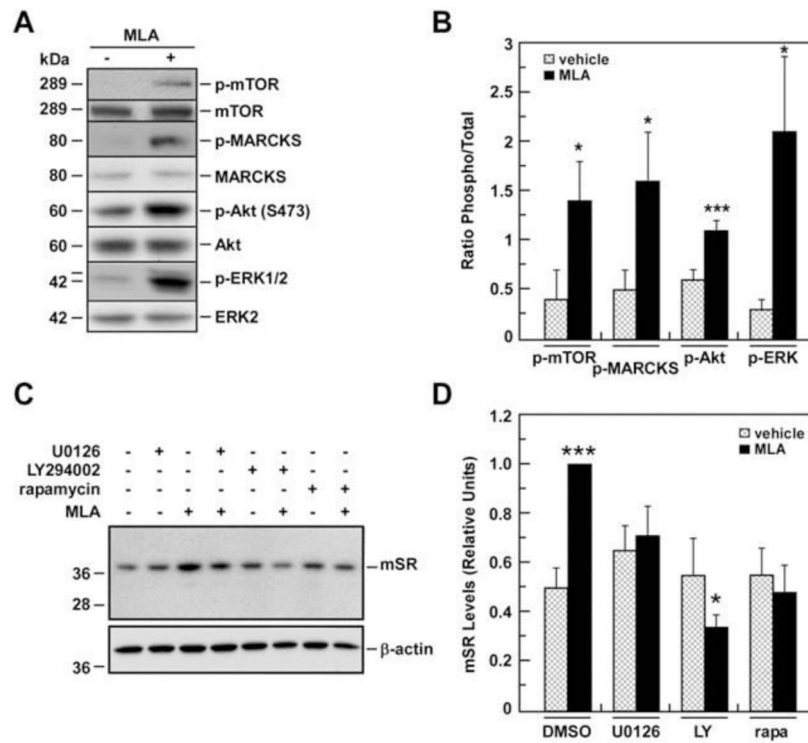 A
MLA
kDa - +
289 p-mTOR
289 mTOR
80 p-MARCKS
80 MARCKS
60 p-Akt (S473)
60 Akt
42 p-ERK1/2
42 ERK2
B
3
2.5
2
1.5
1
0.5
0
Ratio Phospho/Total
vehicle
MLA
* * *** *
p-mTOR p-MARCKS p-Akt p-ERK
C
U0126 - + - + - - - -
LY294002 - - - - + + - -
rapamycin - - - - - - + +
MLA - - + + - + - +
36 mSR
28
β-actin
36
D
1.2
1.0
0.8
0.6
0.4
0.2
0
mSR Levels (Relative Units)
vehicle
MLA
*** *
DMSO U0126 LY rapa